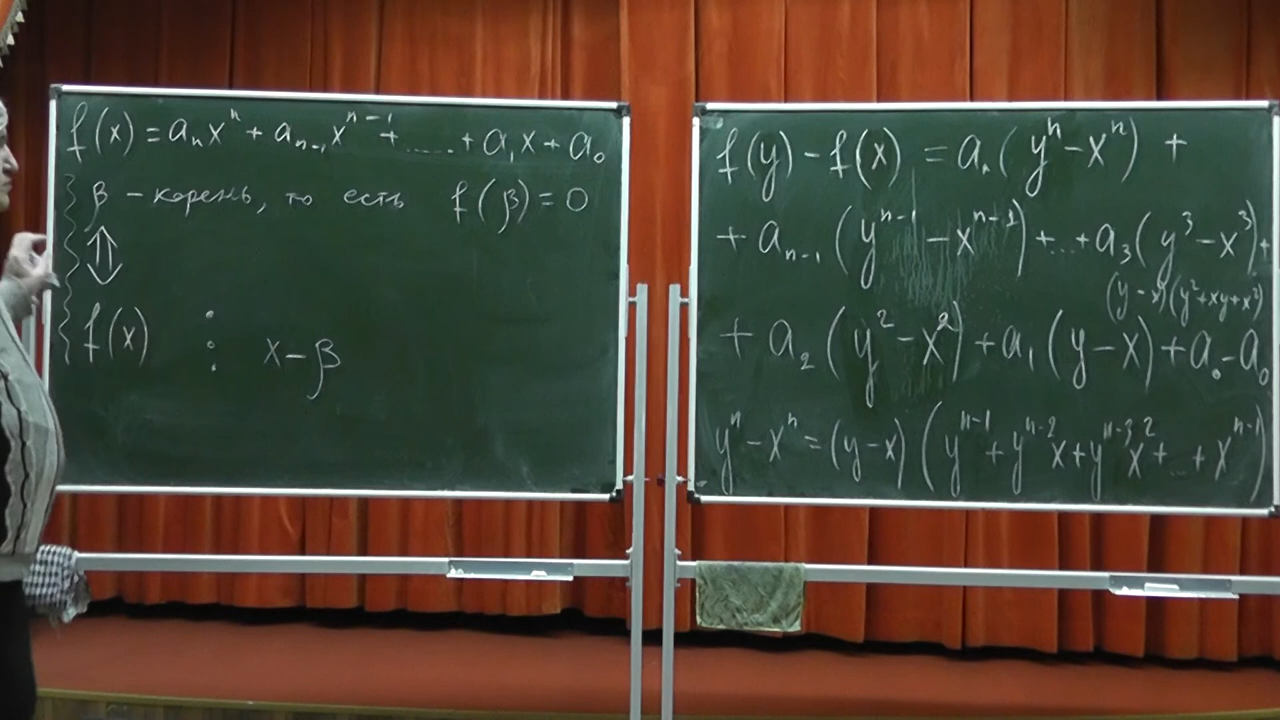 f(x) = aₙxⁿ + aₙ₋₁xⁿ⁻¹ + ..... + a₁x + a₀
β – корень, то есть f(β) = 0
⇕
f(x) ⋮ x – β
f(y) – f(x) = aₙ(yⁿ – xⁿ) +
+ aₙ₋₁(yⁿ⁻¹ – xⁿ⁻¹) + ... + a₃(y³ – x³) +
(y – x)(y² + xy + x²)
+ a₂(y² – x²) + a₁(y – x) + a₀ – a₀
yⁿ – xⁿ = (y – x)(yⁿ⁻¹ + yⁿ⁻²x + yⁿ⁻³x² + ... + xⁿ⁻¹)